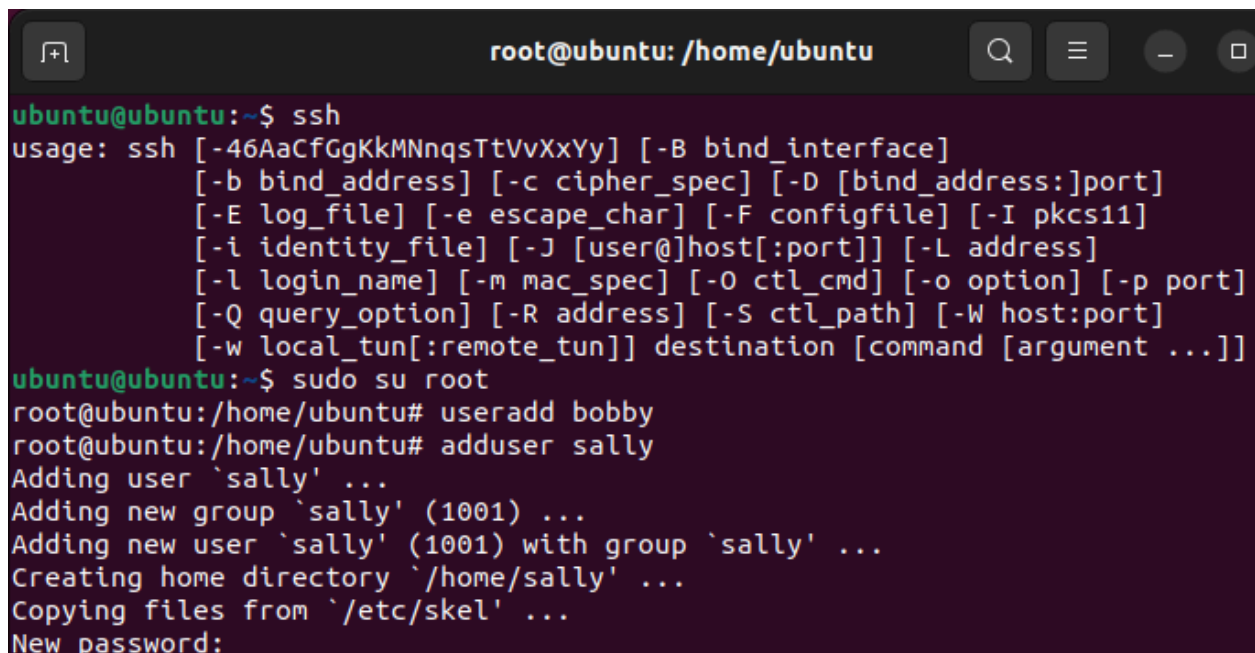 root@ubuntu: /home/ubuntu
ubuntu@ubuntu:~$ ssh
usage: ssh [-46AaCfGgKkMNnqsTtVvXxYy] [-B bind_interface]
           [-b bind_address] [-c cipher_spec] [-D [bind_address:]port]
           [-E log_file] [-e escape_char] [-F configfile] [-I pkcs11]
           [-i identity_file] [-J [user@]host[:port]] [-L address]
           [-l login_name] [-m mac_spec] [-O ctl_cmd] [-o option] [-p port]
           [-Q query_option] [-R address] [-S ctl_path] [-W host:port]
           [-w local_tun[:remote_tun]] destination [command [argument ...]]
ubuntu@ubuntu:~$ sudo su root
root@ubuntu:/home/ubuntu# useradd bobby
root@ubuntu:/home/ubuntu# adduser sally
Adding user `sally' ...
Adding new group `sally' (1001) ...
Adding new user `sally' (1001) with group `sally' ...
Creating home directory `/home/sally' ...
Copying files from `/etc/skel' ...
New password: